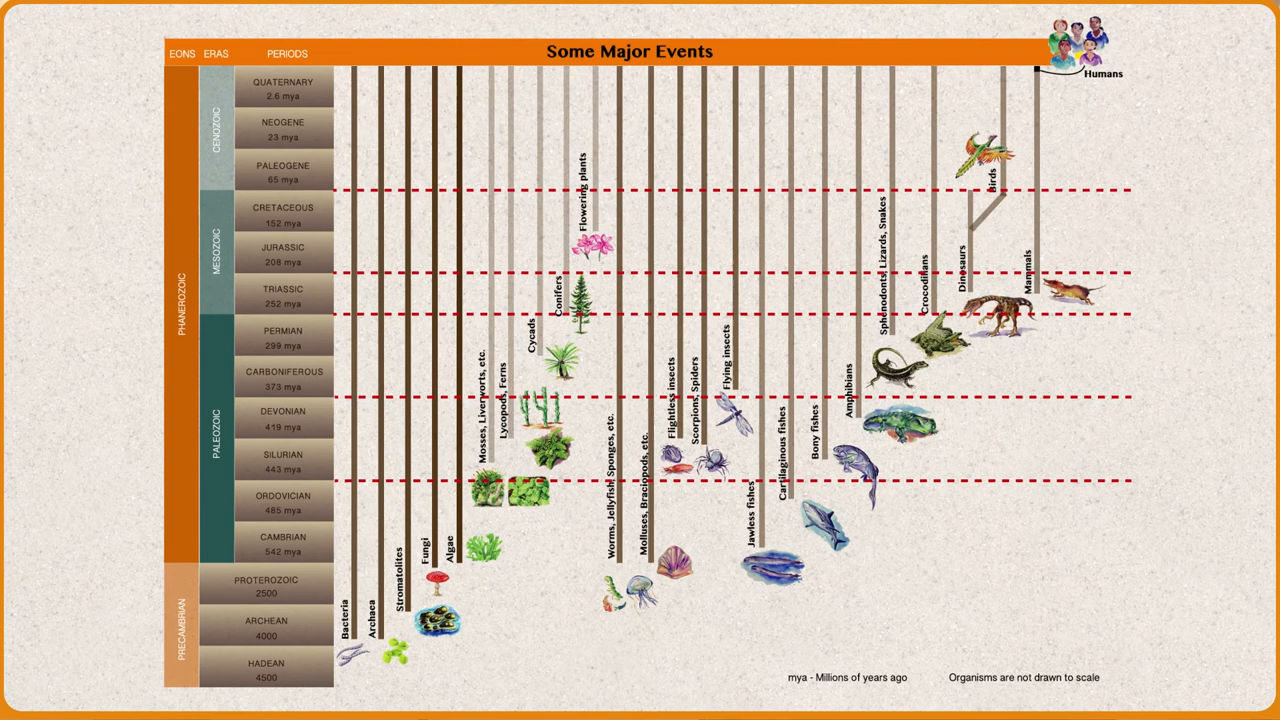 Some Major Events
EONS ERAS PERIODS
Humans
PHANEROZOIC
PRECAMBRIAN
CENOZOIC
MESOZOIC
PALEOZOIC
QUATERNARY
2.6 mya
NEOGENE
23 mya
PALEOGENE
65 mya
CRETACEOUS
152 mya
JURASSIC
208 mya
TRIASSIC
252 mya
PERMIAN
299 mya
CARBONIFEROUS
373 mya
DEVONIAN
419 mya
SILURIAN
443 mya
ORDOVICIAN
485 mya
CAMBRIAN
542 mya
PROTEROZOIC
2500
ARCHEAN
4000
HADEAN
4500
Bacteria
Archaea
Stromatolites
Fungi
Algae
Mosses, Liverworts, etc.
Lycopods, Ferns
Cycads
Conifers
Flowering plants
Worms, Jellyfish, Sponges, etc.
Molluses, Braciopods, etc.
Flightless insects
Scorpions, Spiders
Flying insects
Jawless fishes
Cartilaginous fishes
Bony fishes
Amphibians
Sphenodonts, Lizards, Snakes
Crocodilians
Dinosaurs
Birds
Mammals
mya - Millions of years ago
Organisms are not drawn to scale